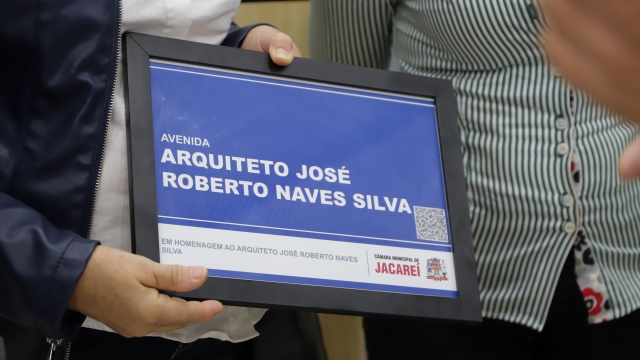 AVENIDA
ARQUITETO JOSÉ
ROBERTO NAVES SILVA
EM HOMENAGEM AO ARQUITETO JOSÉ ROBERTO NAVES
SILVA
CÂMARA MUNICIPAL DE
JACAREÍ